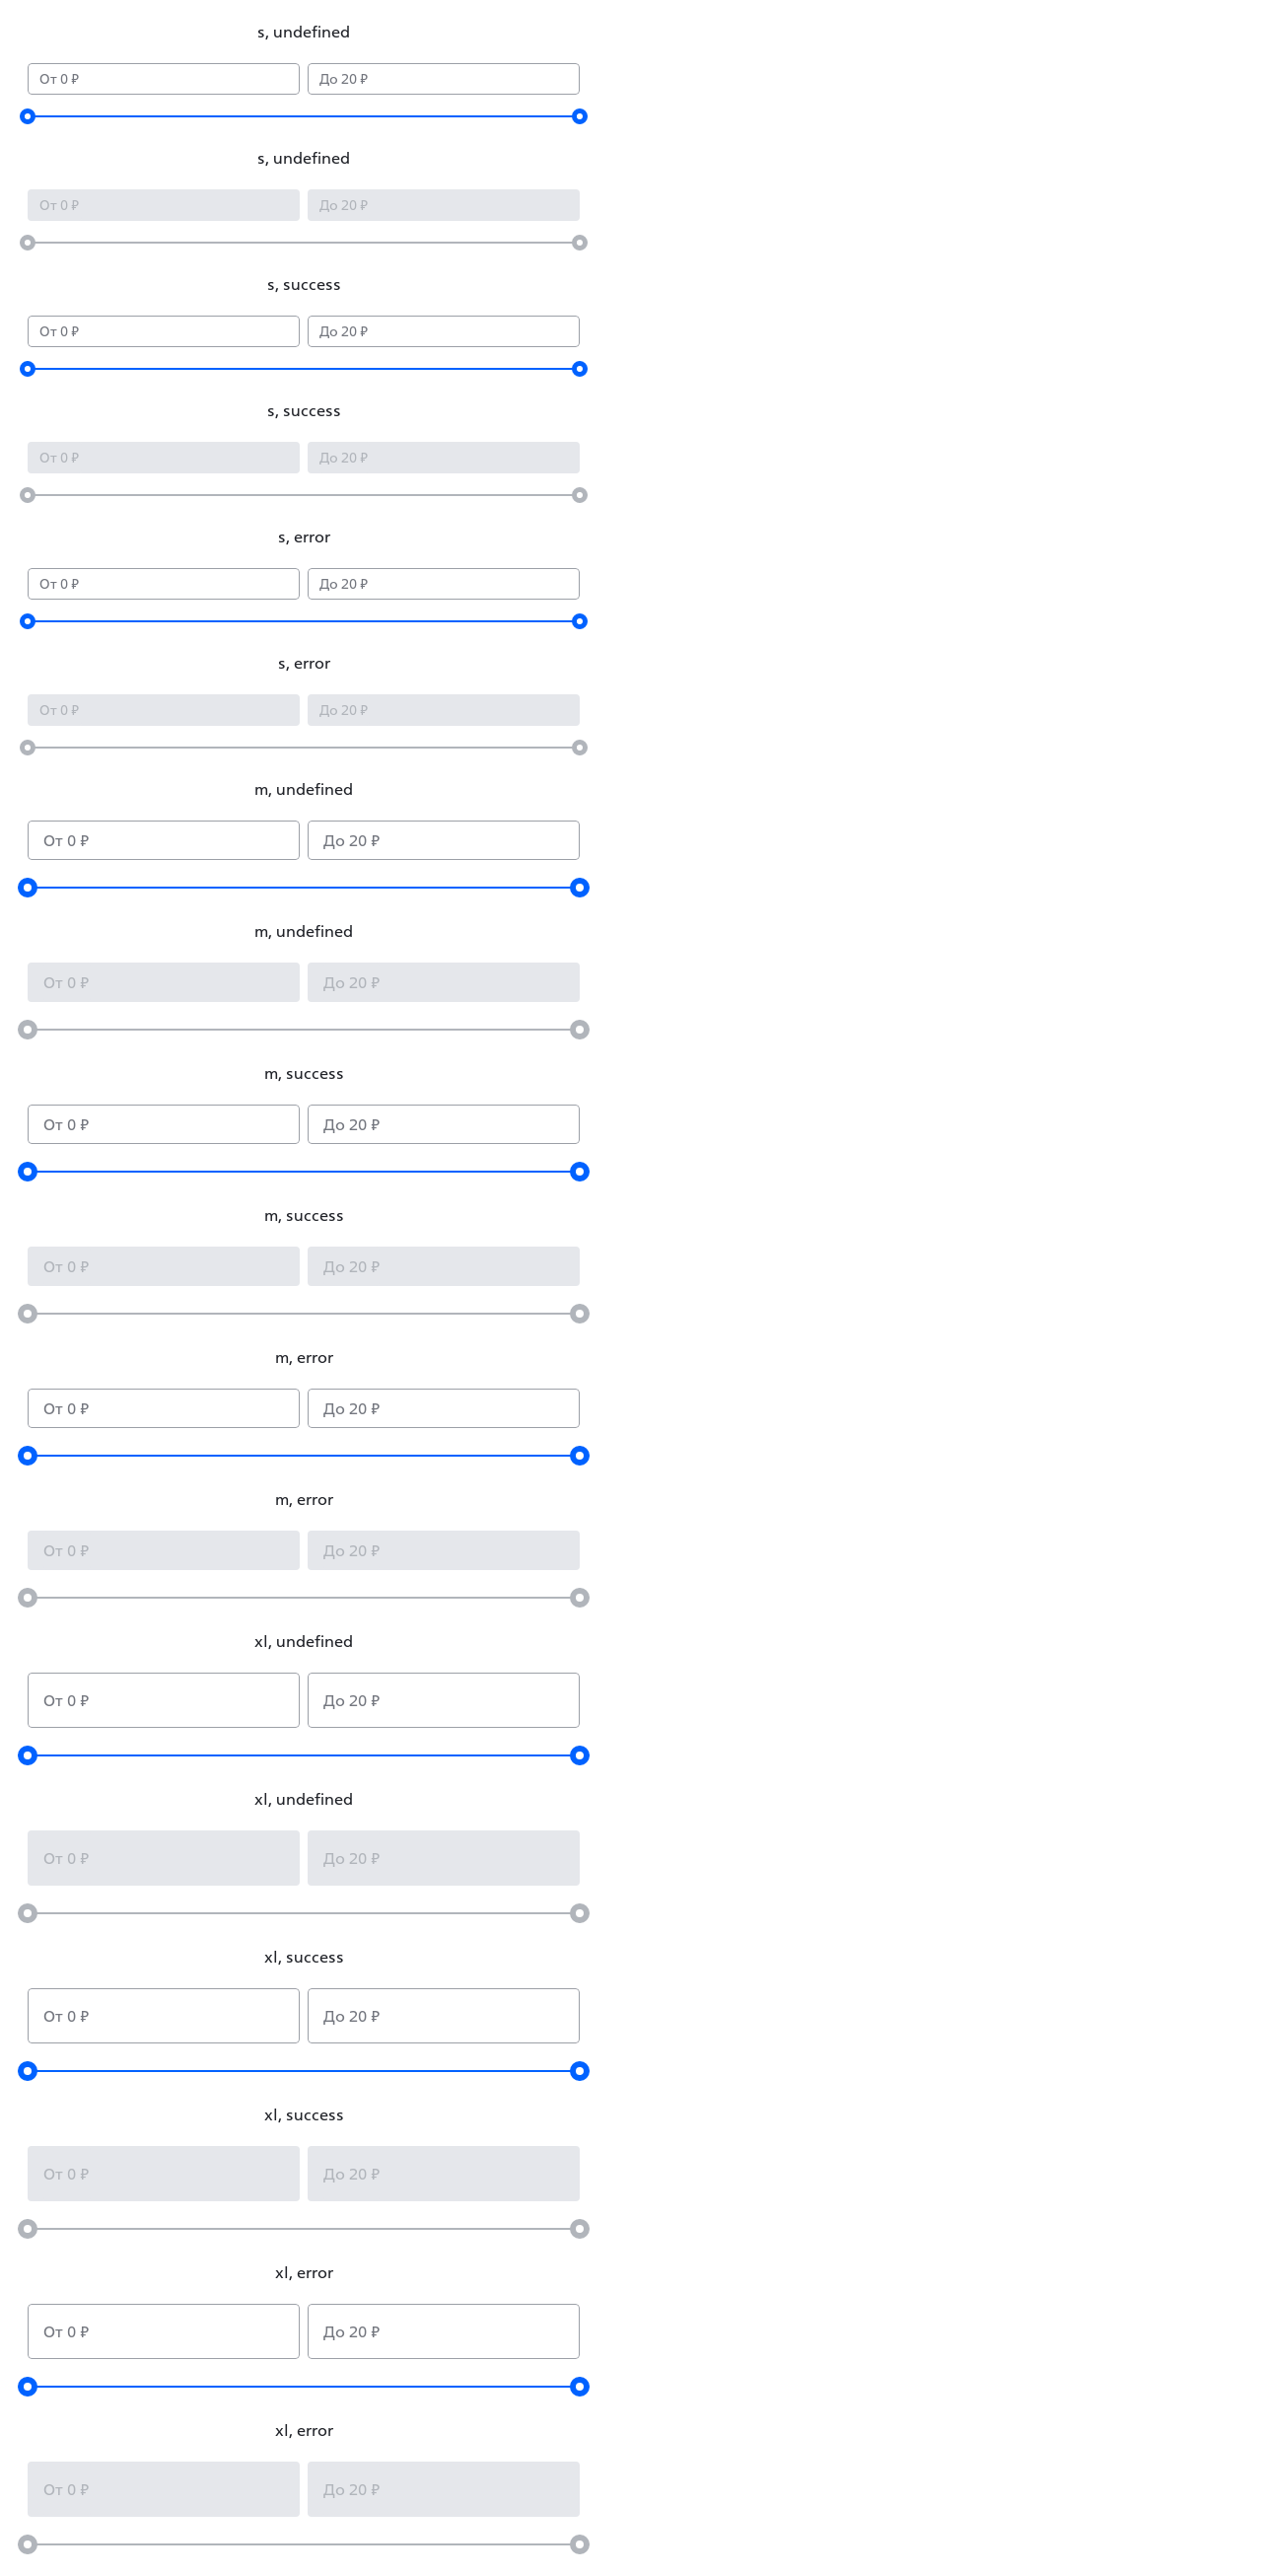 s, undefined
От 0 ₽ До 20 ₽
s, undefined
От 0 ₽ До 20 ₽
s, success
От 0 ₽ До 20 ₽
s, success
От 0 ₽ До 20 ₽
s, error
От 0 ₽ До 20 ₽
s, error
От 0 ₽ До 20 ₽
m, undefined
От 0 ₽ До 20 ₽
m, undefined
От 0 ₽ До 20 ₽
m, success
От 0 ₽ До 20 ₽
m, success
От 0 ₽ До 20 ₽
m, error
От 0 ₽ До 20 ₽
m, error
От 0 ₽ До 20 ₽
xl, undefined
От 0 ₽ До 20 ₽
xl, undefined
От 0 ₽ До 20 ₽
xl, success
От 0 ₽ До 20 ₽
xl, success
От 0 ₽ До 20 ₽
xl, error
От 0 ₽ До 20 ₽
xl, error
От 0 ₽ До 20 ₽